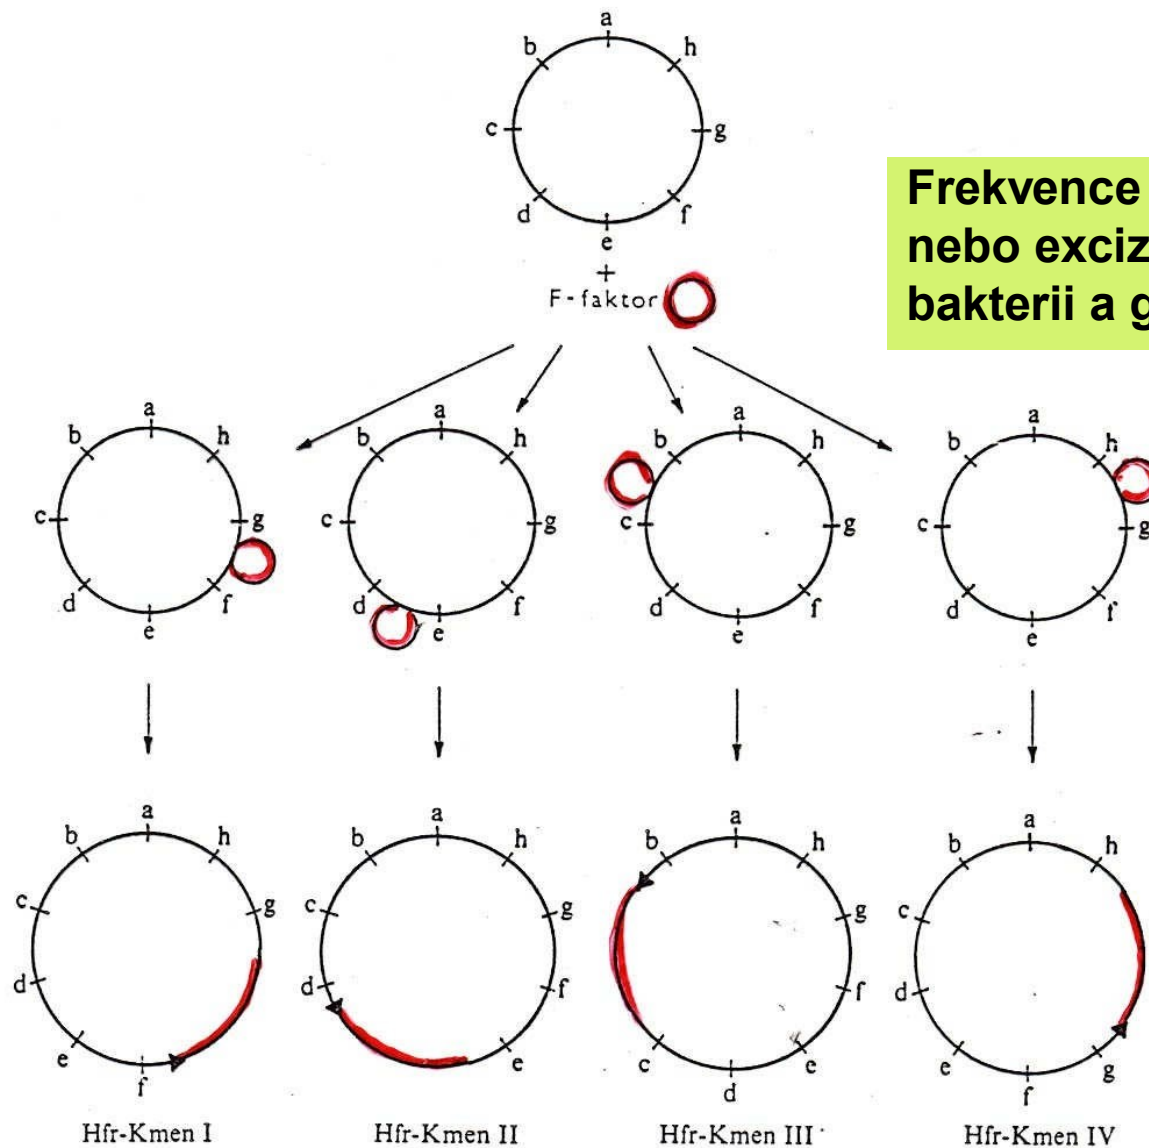 a
b h
c g
d f
e
+
F-faktor
Frekvence
nebo exciz
bakterii a g
a
b h
c g
d f
e
a
b h
c g
d f
e
a
b h
c g
d f
e
a
b h
c g
d f
e
a
b h
c g
d
e
f
Hfr-Kmen I
a
b h
c g
d f
e
Hfr-Kmen II
a
b h
g
f
c e
d
Hfr-Kmen III
a
b h
c
d
e g
f
Hfr-Kmen IV